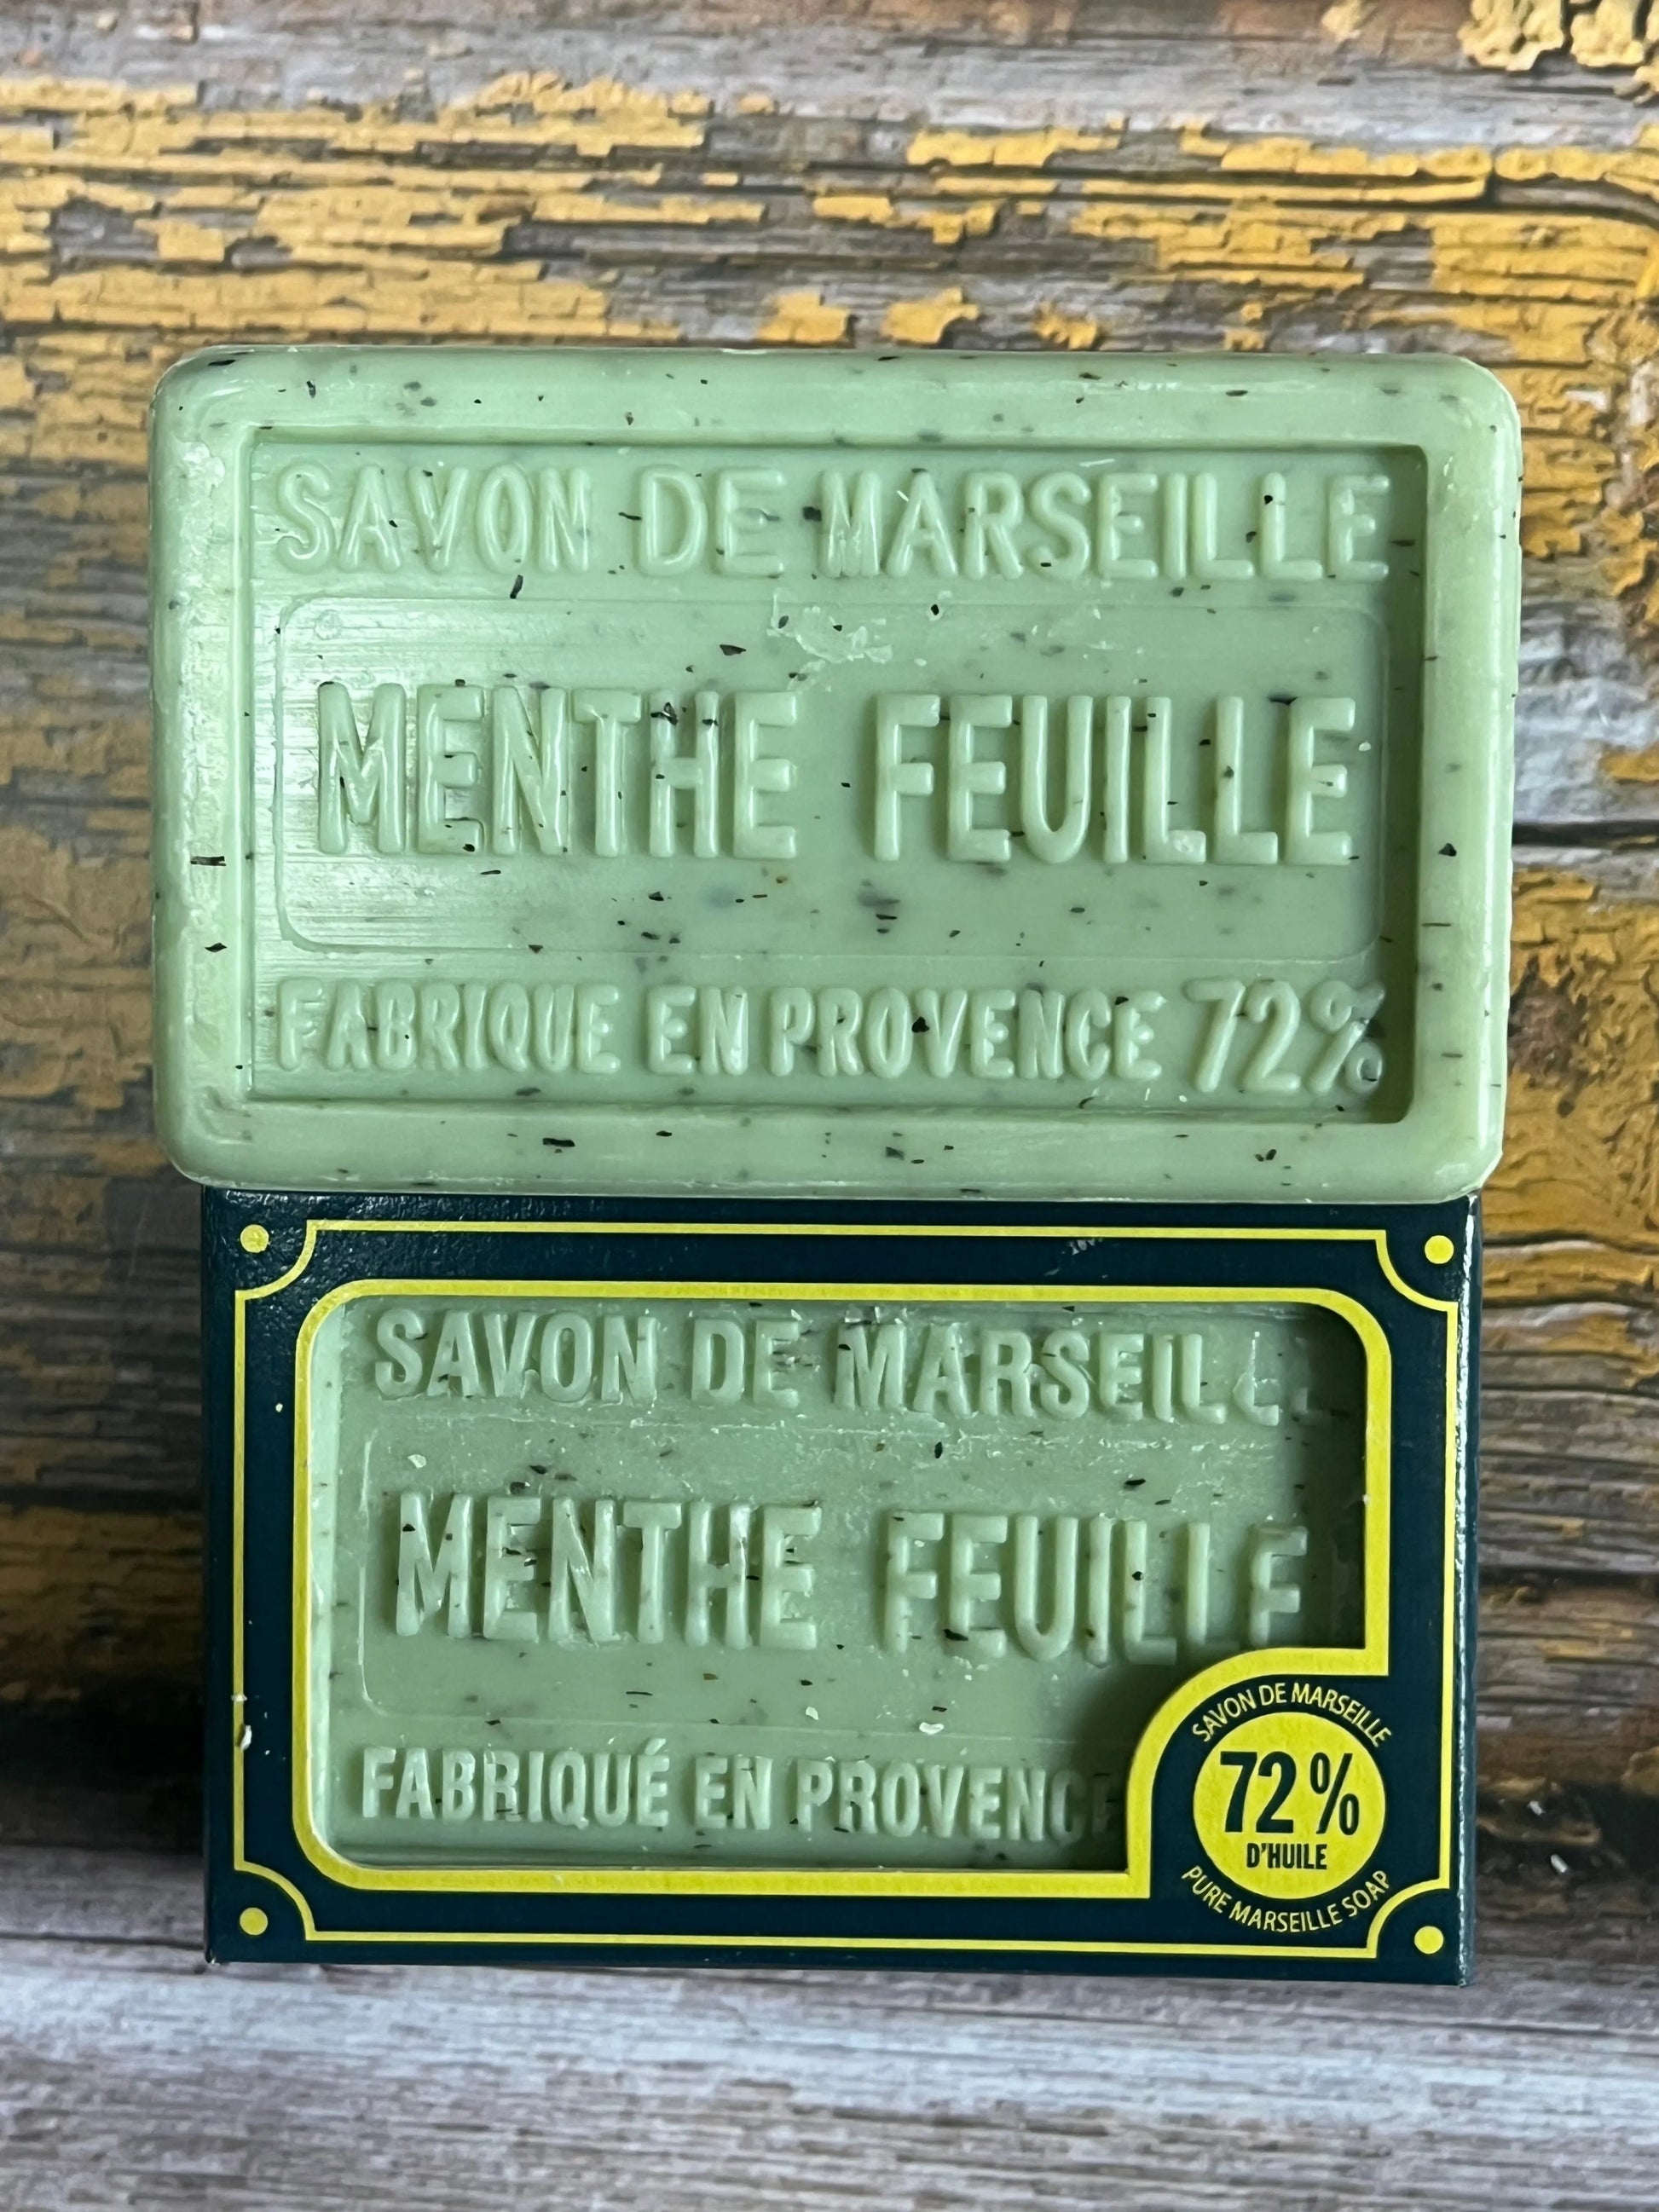 SAVON DE MARSEILLE
MENTHE FEUILLE
FABRIQUE EN PROVENCE 72%
SAVON DE MARSEILLE
MENTHE FEUILLE
FABRIQUÉ EN PROVENCE
SAVON DE MARSEILLE
72%
D'HUILE
PURE MARSEILLE SOAP